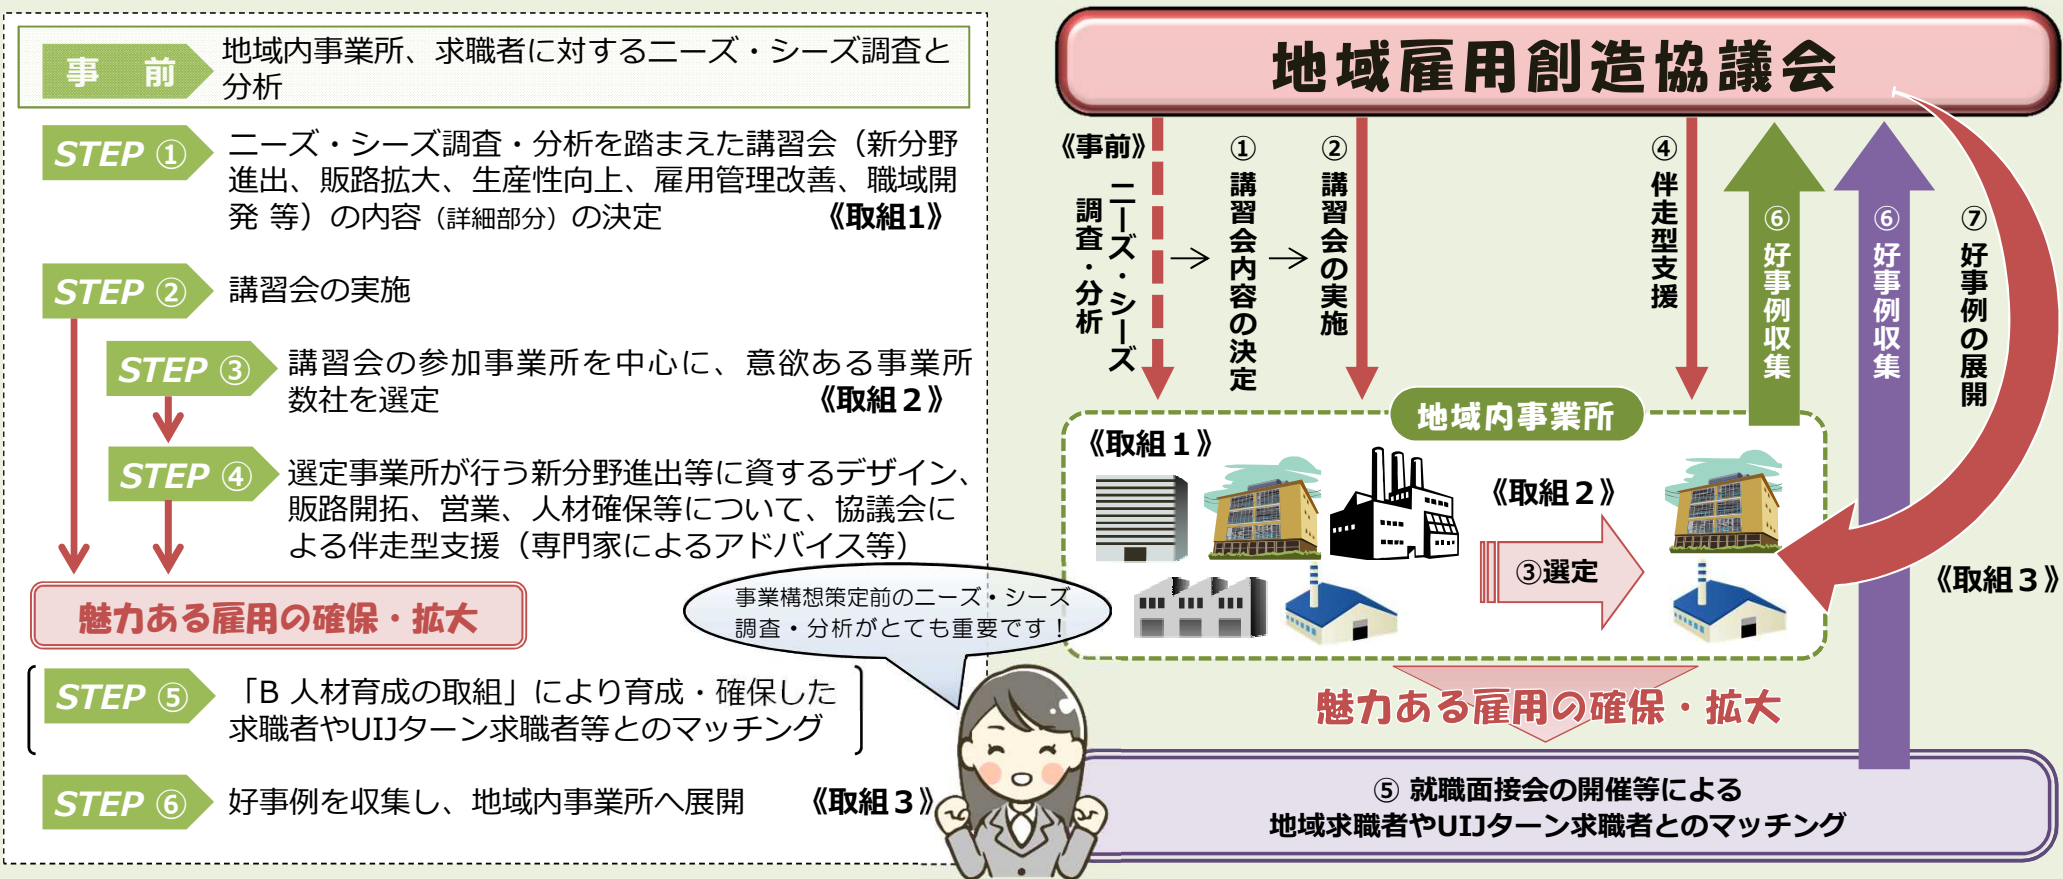 事 前
地域内事業所、求職者に対するニーズ・シーズ調査と
分析
STEP ①
ニーズ・シーズ調査・分析を踏まえた講習会（新分野
進出、販路拡大、生産性向上、雇用管理改善、職域開
発 等）の内容（詳細部分）の決定 《取組1》
STEP ②
講習会の実施
STEP ③
講習会の参加事業所を中心に、意欲ある事業所
数社を選定 《取組２》
STEP ④
選定事業所が行う新分野進出等に資するデザイン、
販路開拓、営業、人材確保等について、協議会に
よる伴走型支援（専門家によるアドバイス等）
魅力ある雇用の確保・拡大
STEP ⑤
「B 人材育成の取組」により育成・確保した
求職者やUIJターン求職者等とのマッチング
STEP ⑥
好事例を収集し、地域内事業所へ展開 《取組３》
事業構想策定前のニーズ・シーズ
調査・分析がとても重要です！
地域雇用創造協議会
《事前》
ニーズ・シーズ
調査・分析
①講習会内容の決定
②講習会の実施
④伴走型支援
⑥好事例収集
⑥好事例収集
⑦好事例の展開
地域内事業所
《取組１》
《取組２》
③選定
《取組３》
魅力ある雇用の確保・拡大
⑤ 就職面接会の開催等による
地域求職者やUIJターン求職者とのマッチング